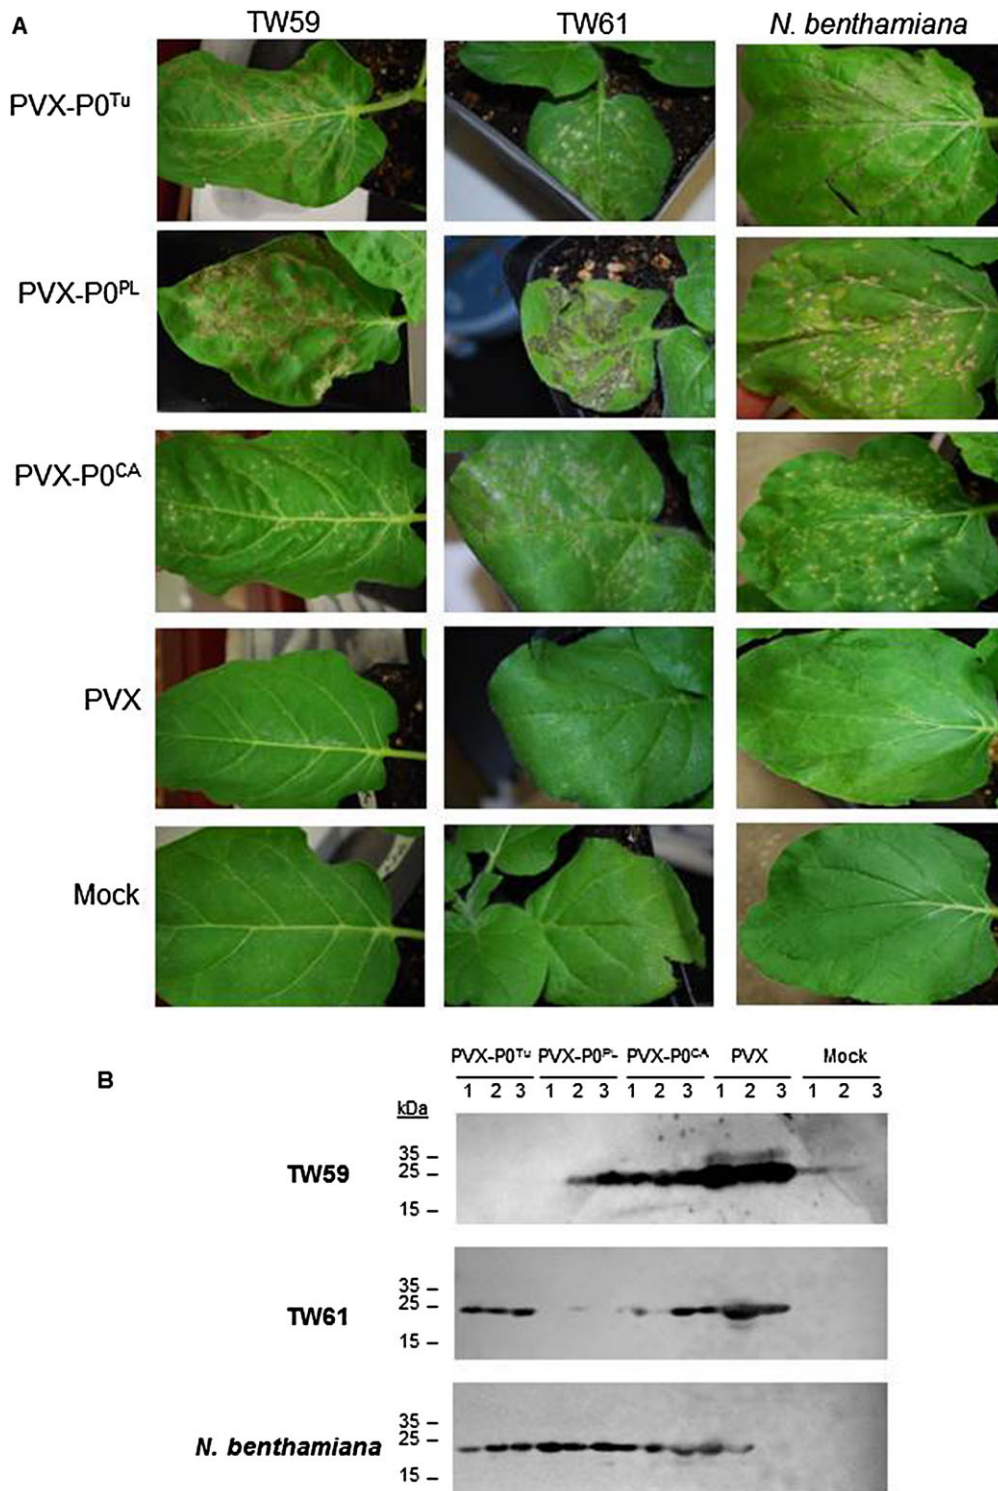 A
TW59 TW61 N. benthamiana
PVX-P0ᵀᵘ
PVX-P0ᴾᴸ
PVX-P0ᶜᴬ
PVX
Mock
B
PVX-P0ᵀᵘ PVX-P0ᴾᴸ PVX-P0ᶜᴬ PVX Mock
1 2 3 1 2 3 1 2 3 1 2 3 1 2 3
kDa
TW59
35 –
25 –
15 –
TW61
35 –
25 –
15 –
N. benthamiana
35 –
25 –
15 –